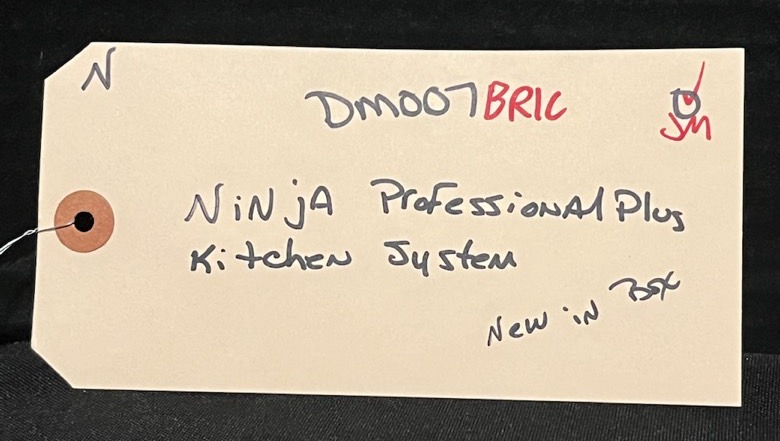 N
DM007BRIC
JM
NiNjA ProfessionAl Plus
KitcheN System
New iN Box